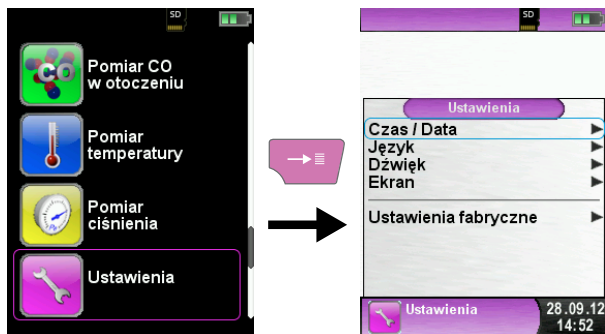 SD
CO
Pomiar CO
w otoczeniu
Pomiar
temperatury
Pomiar
ciśnienia
Ustawienia
SD
Ustawienia
Czas / Data
Język
Dźwięk
Ekran
Ustawienia fabryczne
Ustawienia
28.09.12
14:52